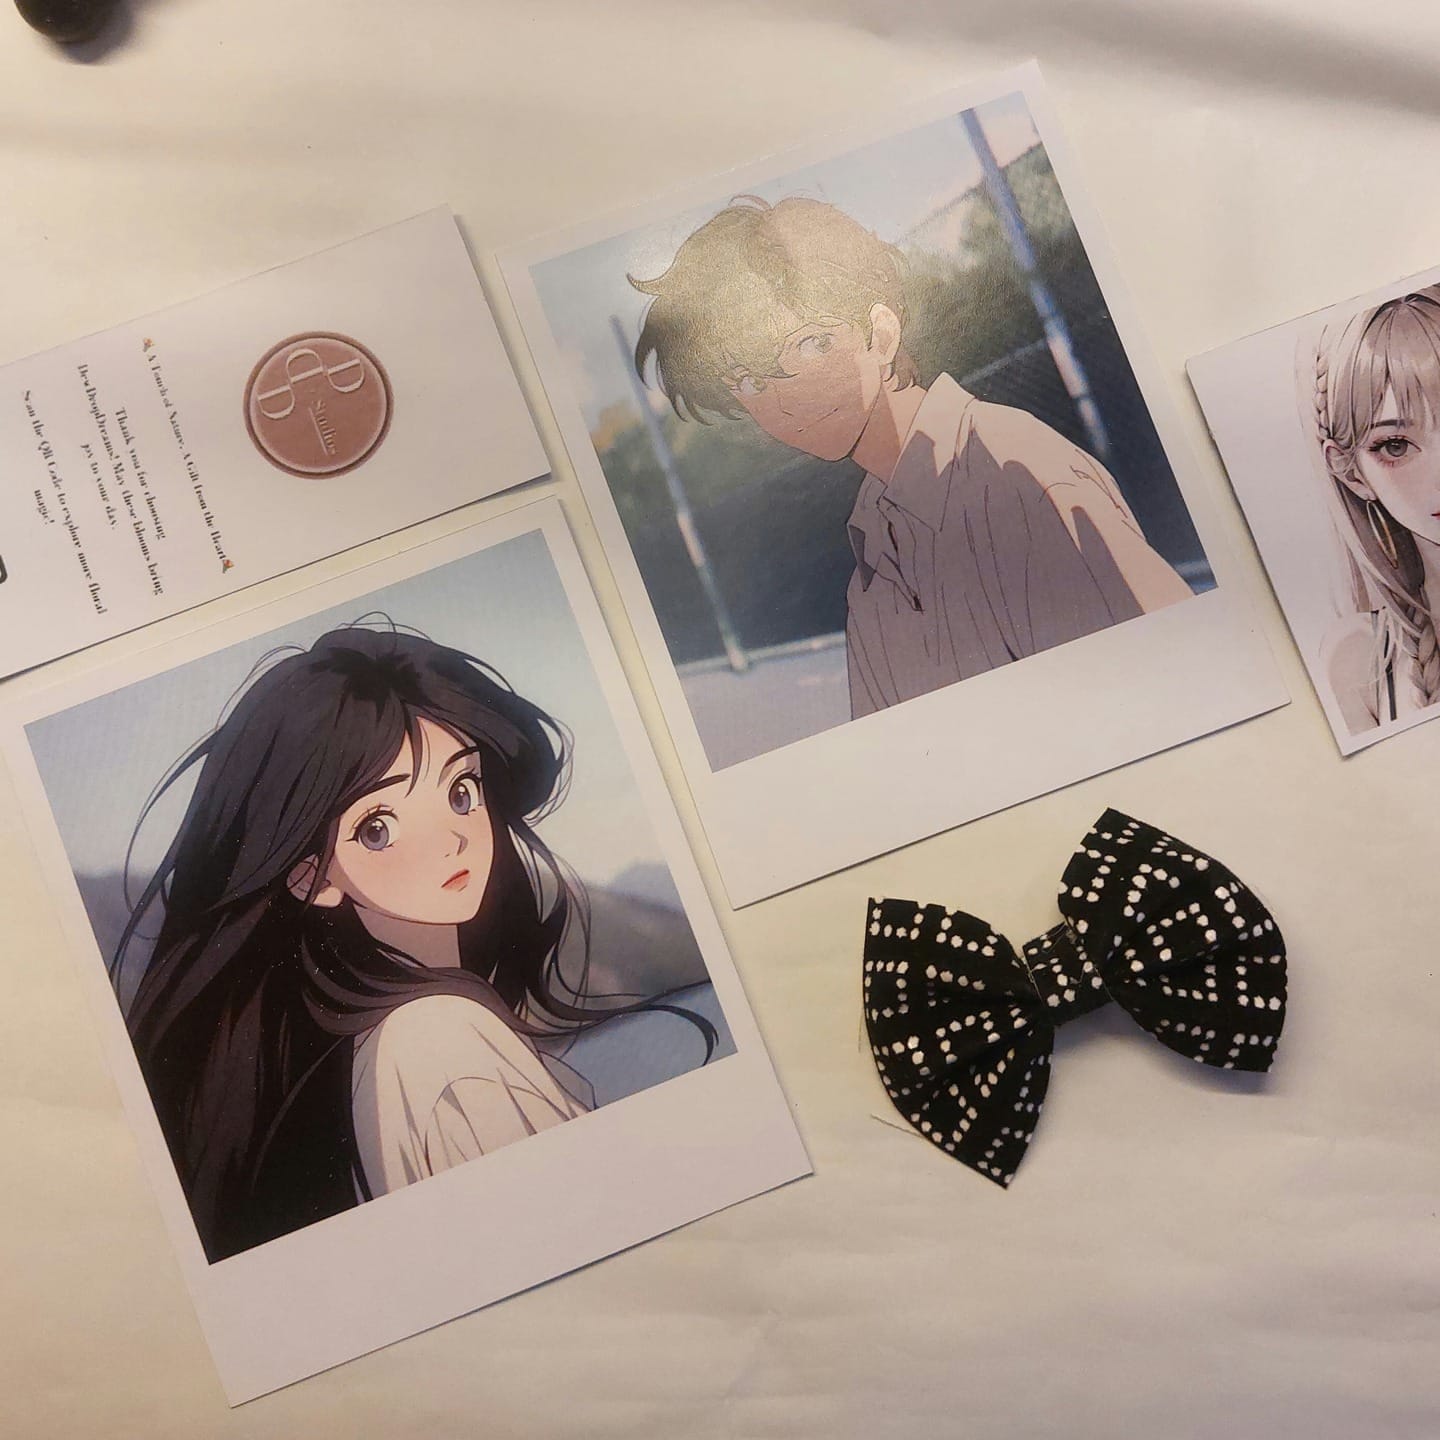 Studios
A Touch of Nature, A Gift from the Heart
Thank you for choosing
DewDropDreams! May these blooms bring
joy to your day.
Scan the QR Code to explore more floral
magic!